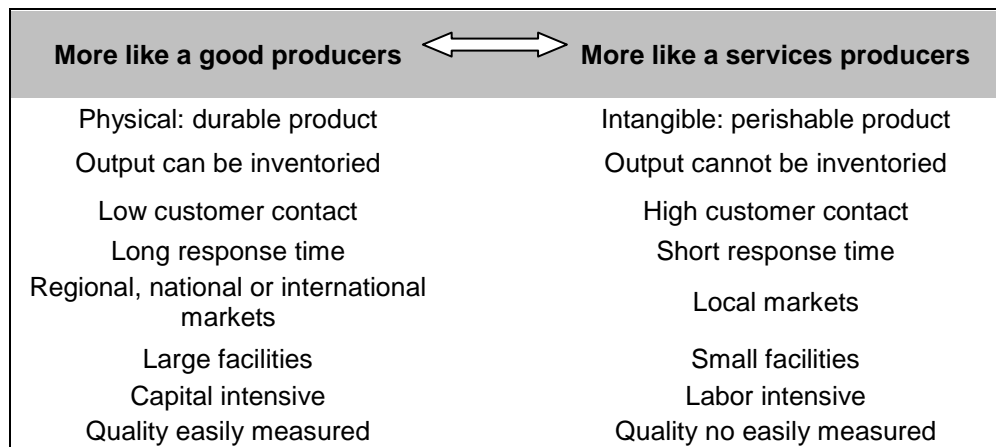 More like a good producers More like a services producers
Physical: durable product Intangible: perishable product
Output can be inventoried Output cannot be inventoried
Low customer contact High customer contact
Long response time Short response time
Regional, national or international
markets Local markets
Large facilities Small facilities
Capital intensive Labor intensive
Quality easily measured Quality no easily measured